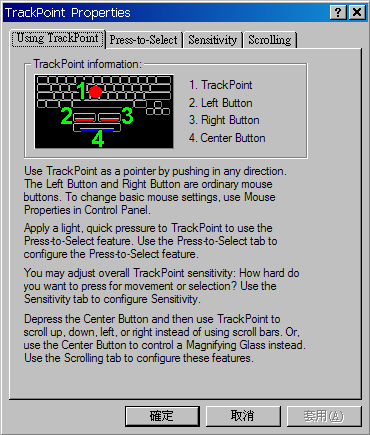 TrackPoint Properties
Using TrackPoint Press-to-Select Sensitivity Scrolling
TrackPoint information:
1
2 3
4
1. TrackPoint
2. Left Button
3. Right Button
4. Center Button
Use TrackPoint as a pointer by pushing in any direction.
The Left Button and Right Button are ordinary mouse
buttons. To change basic mouse settings, use Mouse
Properties in Control Panel.
Apply a light, quick pressure to TrackPoint to use the
Press-to-Select feature. Use the Press-to-Select tab to
configure the Press-to-Select feature.
You may adjust overall TrackPoint sensitivity: How hard do
you want to press for movement or selection? Use the
Sensitivity tab to configure Sensitivity.
Depress the Center Button and then use TrackPoint to
scroll up, down, left, or right instead of using scroll bars. Or,
use the Center Button to control a Magnifying Glass instead.
Use the Scrolling tab to configure these features.
確定 取消 套用(A)